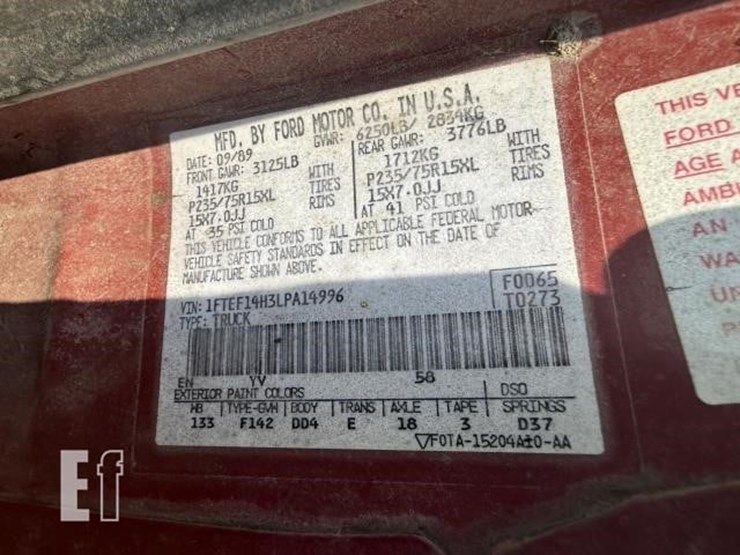 MFD. BY FORD MOTOR CO. IN U.S.A.
DATE: 09/89 GVWR: 6250LB/ 2834KG
FRONT GAWR: 3125LB REAR GAWR: 3776LB
1417KG WITH 1712KG WITH
P235/75R15XL TIRES P235/75R15XL TIRES
15X7.0JJ RIMS 15X7.0JJ RIMS
AT 35 PSI COLD AT 41 PSI COLD
THIS VEHICLE CONFORMS TO ALL APPLICABLE FEDERAL MOTOR
VEHICLE SAFETY STANDARDS IN EFFECT ON THE DATE OF
MANUFACTURE SHOWN ABOVE.
VIN: 1FTEF14H3LPA14996 F0065
TYPE: TRUCK T0273
EN YV 58
EXTERIOR PAINT COLORS DSO
WB TYPE-GVW BODY TRANS AXLE TAPE SPRINGS
133 F142 DD4 E 18 3 D37
F0TA-15204A10-AA
THIS VE
FORD
AGE A
AMBU
AN
WA
UN
Ef